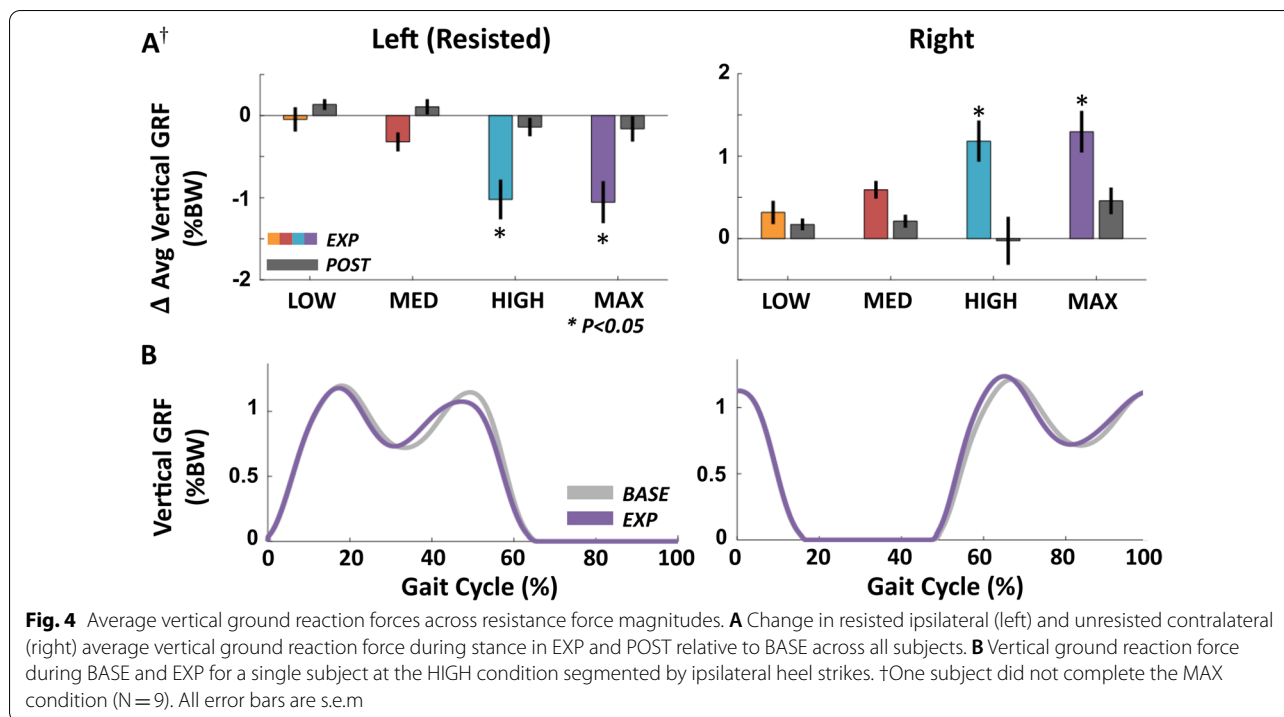 A†
Left (Resisted)
Right
Δ Avg Vertical GRF
(%BW)
0
-1
-2
2
1
0
EXP
POST
*
*
*
*
LOW MED HIGH MAX
LOW MED HIGH MAX
* P<0.05
B
Vertical GRF
(%BW)
1
0.5
0
1
0.5
0
BASE
EXP
0 20 40 60 80 100
0 20 40 60 80 100
Gait Cycle (%)
Gait Cycle (%)
Fig. 4 Average vertical ground reaction forces across resistance force magnitudes. A Change in resisted ipsilateral (left) and unresisted contralateral
(right) average vertical ground reaction force during stance in EXP and POST relative to BASE across all subjects. B Vertical ground reaction force
during BASE and EXP for a single subject at the HIGH condition segmented by ipsilateral heel strikes. †One subject did not complete the MAX
condition (N = 9). All error bars are s.e.m